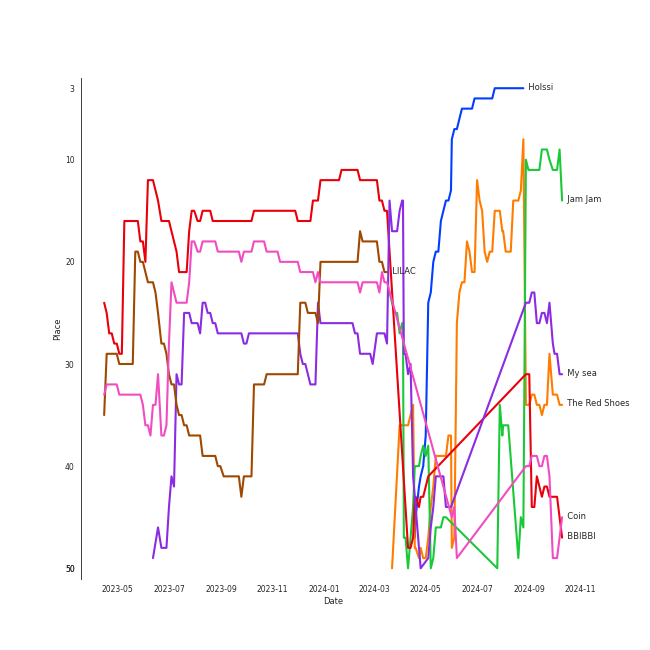 3
Holssi
10
Jam Jam
20
LILAC
Place
30
My sea
The Red Shoes
40
Coin
BBIBBI
50
2023-05 2023-07 2023-09 2023-11 2024-01 2024-03 2024-05 2024-07 2024-09 2024-11
Date